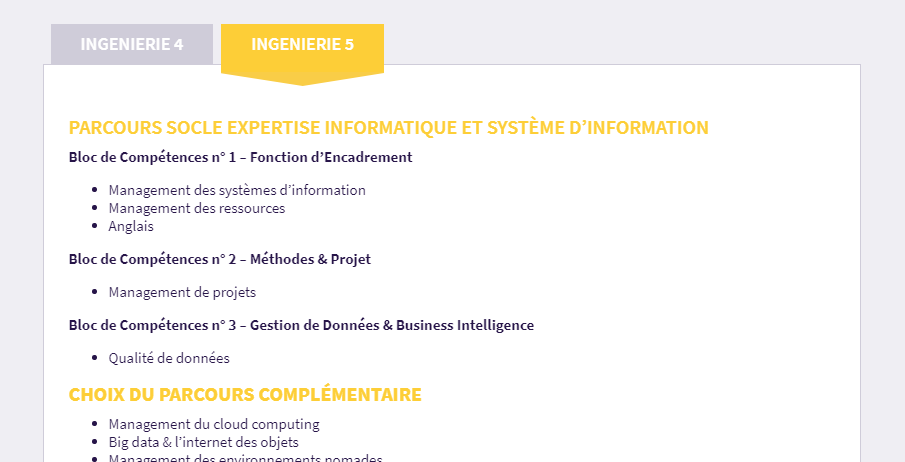 INGENIERIE 4 INGENIERIE 5
PARCOURS SOCLE EXPERTISE INFORMATIQUE ET SYSTÈME D’INFORMATION
Bloc de Compétences n° 1 – Fonction d’Encadrement
• Management des systèmes d’information
• Management des ressources
• Anglais
Bloc de Compétences n° 2 – Méthodes & Projet
• Management de projets
Bloc de Compétences n° 3 – Gestion de Données & Business Intelligence
• Qualité de données
CHOIX DU PARCOURS COMPLÉMENTAIRE
• Management du cloud computing
• Big data & l’internet des objets
• Management des environnements nomades